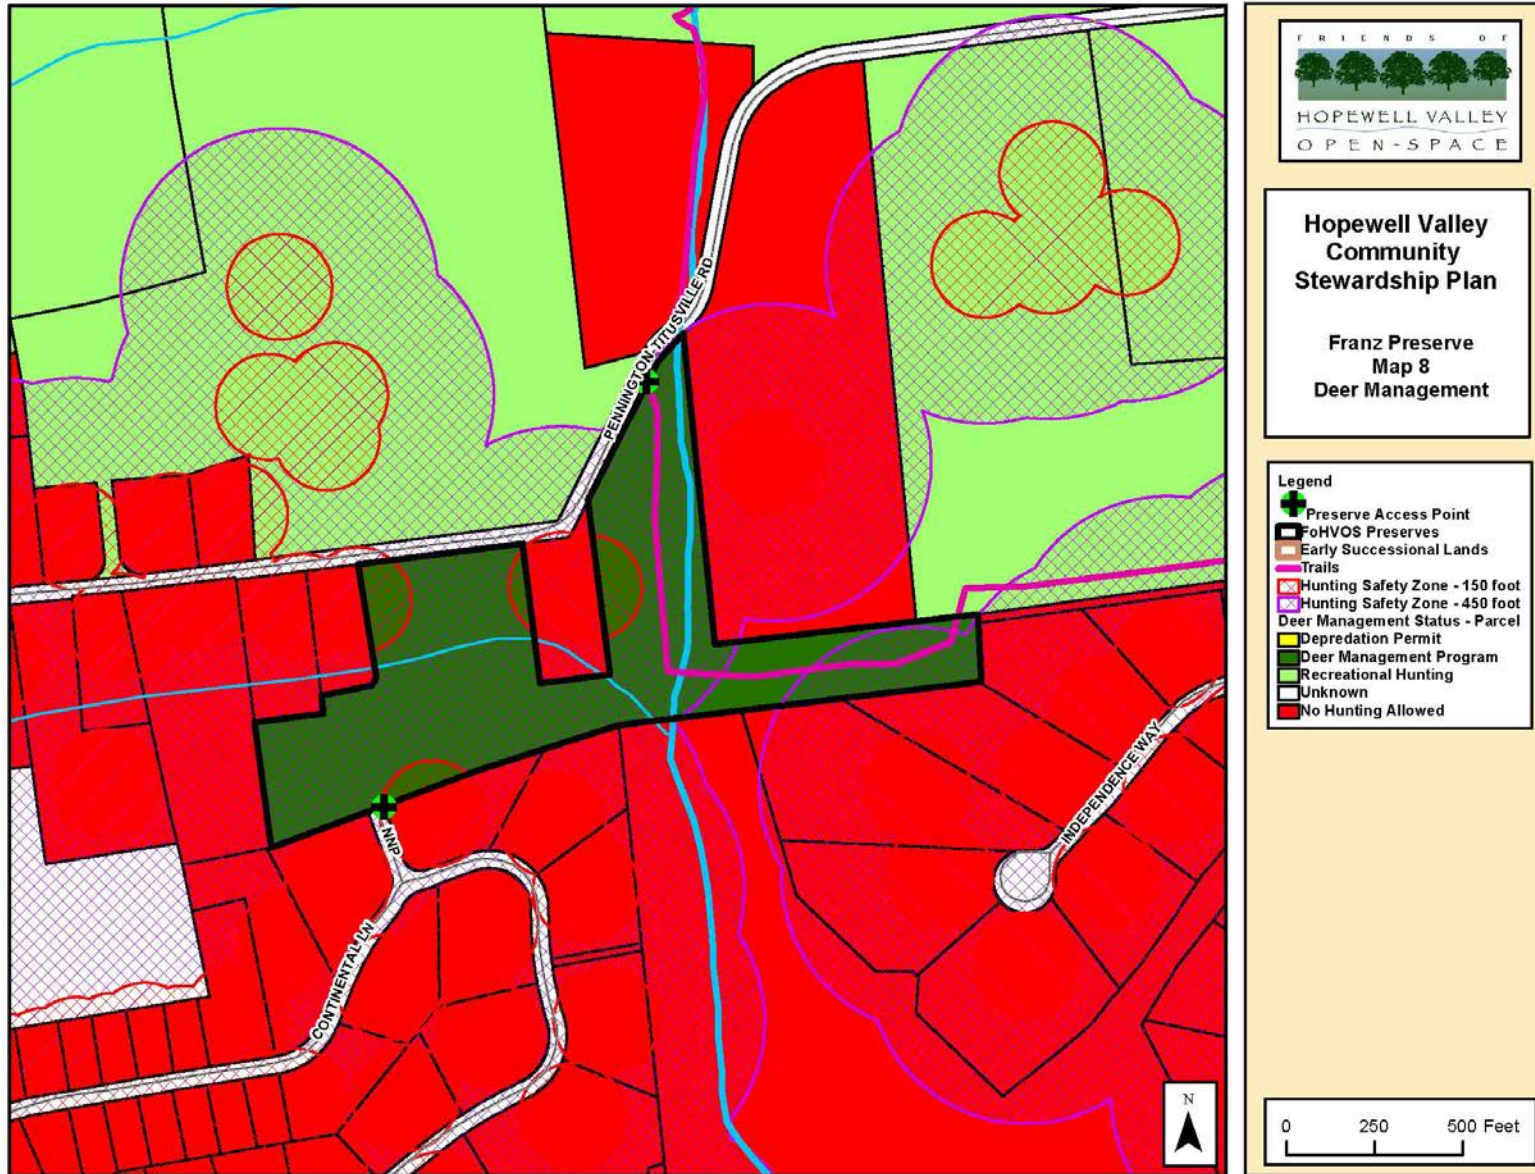 FRIENDS OF
HOPEWELL VALLEY
OPEN-SPACE
Hopewell Valley
Community
Stewardship Plan
Franz Preserve
Map 8
Deer Management
Legend
Preserve Access Point
FoHVOS Preserves
Early Successional Lands
Trails
Hunting Safety Zone - 150 foot
Hunting Safety Zone - 450 foot
Deer Management Status - Parcel
Depredation Permit
Deer Management Program
Recreational Hunting
Unknown
No Hunting Allowed
PENNINGTON TITUSVILLE RD
INDEPENDENCE WAY
NNP
CONTINENTAL LN
N
0 250 500 Feet